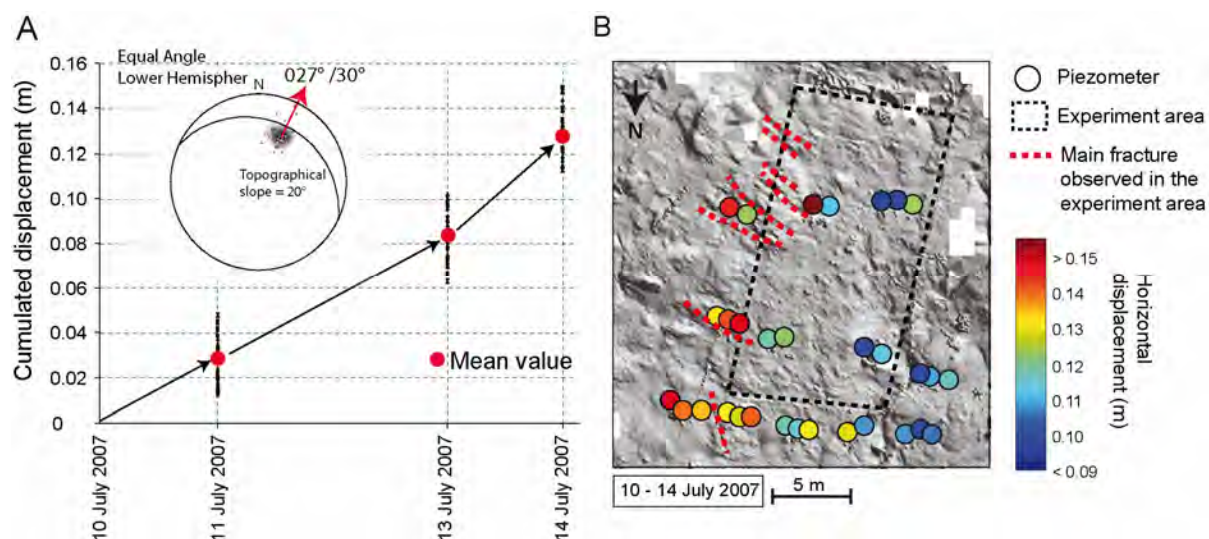 A
Equal Angle
Lower Hemispher
N
027° /30°
Topographical
slope = 20°
Cumulated displacement (m)
0.16
0.14
0.12
0.10
0.08
0.06
0.04
0.02
0
Mean value
10 July 2007
11 July 2007
13 July 2007
14 July 2007
B
N
10 - 14 July 2007
5 m
Piezometer
Experiment area
Main fracture
observed in the
experiment area
> 0.15
0.14
0.13
0.12
0.10
< 0.09
Horizontal
displacement (m)